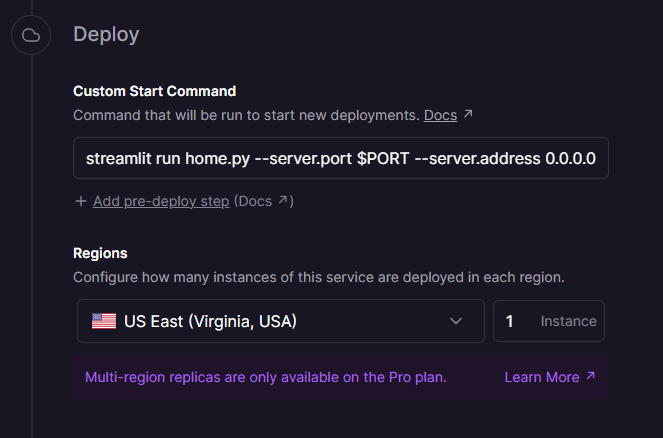 Deploy
Custom Start Command
Command that will be run to start new deployments. Docs ↗
streamlit run home.py --server.port $PORT --server.address 0.0.0.0
+ Add pre-deploy step (Docs ↗)
Regions
Configure how many instances of this service are deployed in each region.
US East (Virginia, USA) 1 Instance
Multi-region replicas are only available on the Pro plan. Learn More ↗